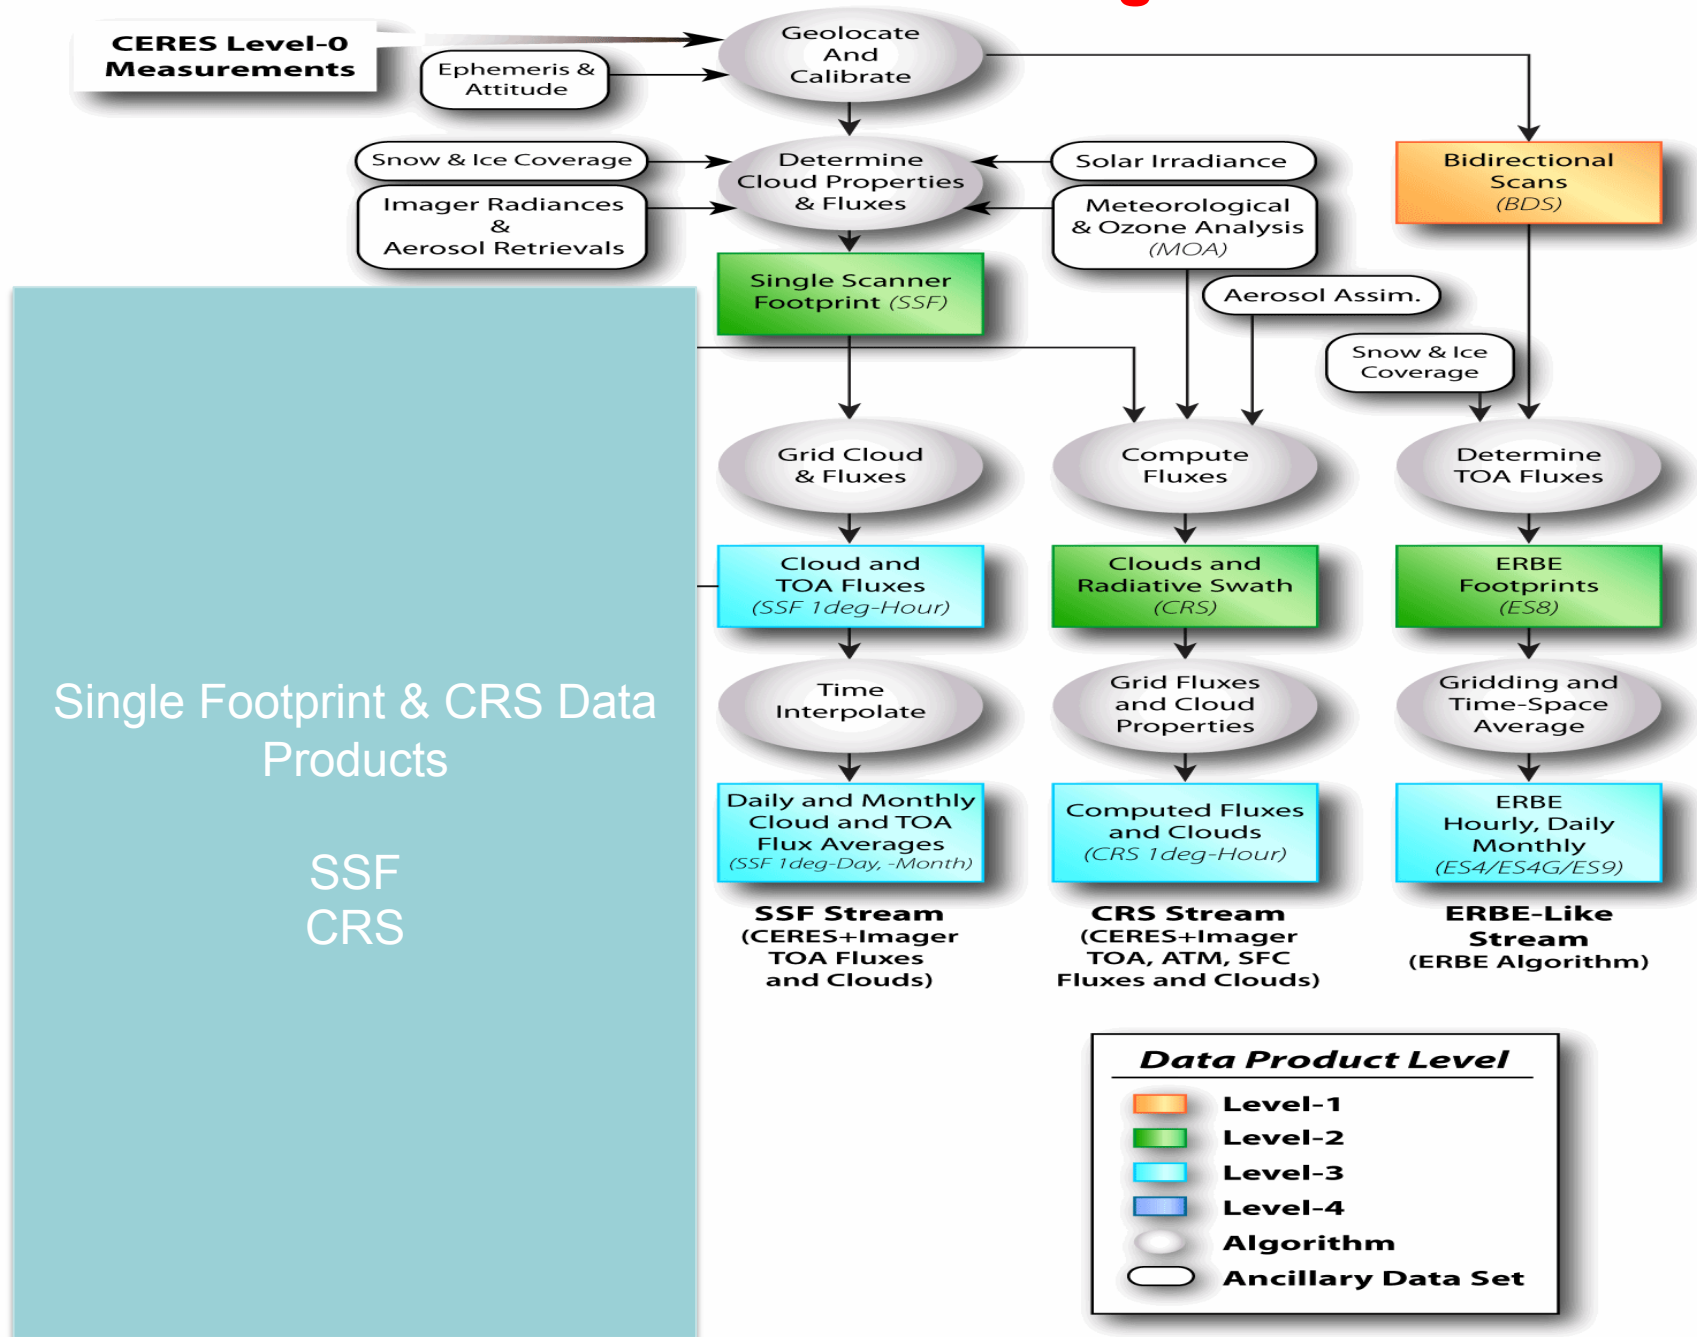 CERES Level-0
Measurements
Ephemeris &
Attitude
Geolocate
And
Calibrate
Snow & Ice Coverage
Imager Radiances
&
Aerosol Retrievals
Determine
Cloud Properties
& Fluxes
Solar Irradiance
Meteorological
& Ozone Analysis
(MOA)
Bidirectional
Scans
(BDS)
Single Scanner
Footprint (SSF)
Aerosol Assim.
Snow & Ice
Coverage
Grid Cloud
& Fluxes
Compute
Fluxes
Determine
TOA Fluxes
Cloud and
TOA Fluxes
(SSF 1deg-Hour)
Clouds and
Radiative Swath
(CRS)
ERBE
Footprints
(ES8)
Time
Interpolate
Grid Fluxes
and Cloud
Properties
Gridding and
Time-Space
Average
Daily and Monthly
Cloud and TOA
Flux Averages
(SSF 1deg-Day, -Month)
Computed Fluxes
and Clouds
(CRS 1deg-Hour)
ERBE
Hourly, Daily
Monthly
(ES4/ES4G/ES9)
SSF Stream
(CERES+Imager
TOA Fluxes
and Clouds)
CRS Stream
(CERES+Imager
TOA, ATM, SFC
Fluxes and Clouds)
ERBE-Like
Stream
(ERBE Algorithm)
Single Footprint & CRS Data
Products
SSF
CRS
Data Product Level
Level-1
Level-2
Level-3
Level-4
Algorithm
Ancillary Data Set